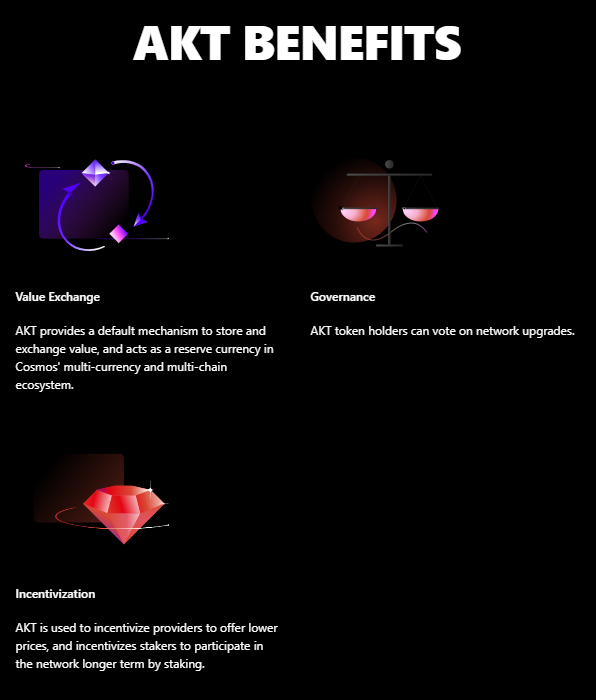 AKT BENEFITS
Value Exchange
AKT provides a default mechanism to store and
exchange value, and acts as a reserve currency in
Cosmos' multi-currency and multi-chain
ecosystem.
Governance
AKT token holders can vote on network upgrades.
Incentivization
AKT is used to incentivize providers to offer lower
prices, and incentivizes stakers to participate in
the network longer term by staking.